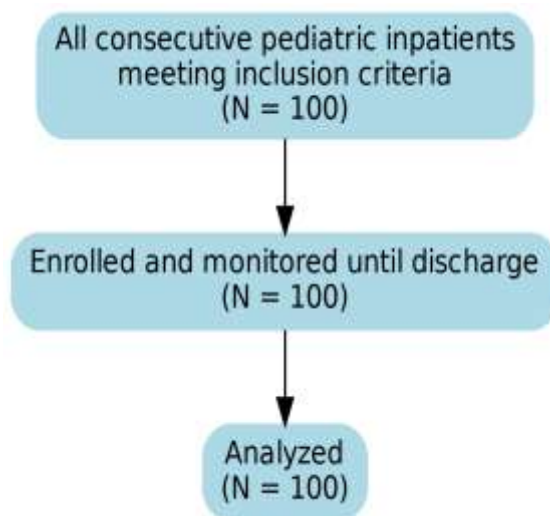 All consecutive pediatric inpatients
meeting inclusion criteria
(N = 100)
Enrolled and monitored until discharge
(N = 100)
Analyzed
(N = 100)